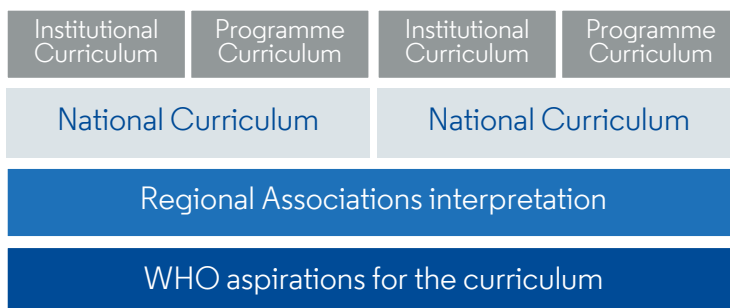 Institutional
Curriculum
Programme
Curriculum
Institutional
Curriculum
Programme
Curriculum
National Curriculum
National Curriculum
Regional Associations interpretation
WHO aspirations for the curriculum